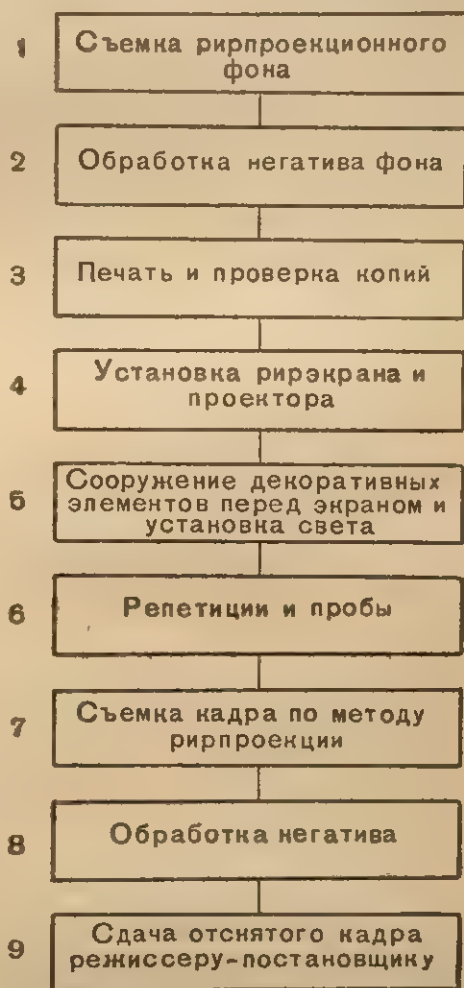 1 Съемка рирпроекционного
фона
2 Обработка негатива фона
3 Печать и проверка копий
4 Установка рирэкрана и
проектора
5 Сооружение декоративных
элементов перед экраном и
установка света
6 Репетиции и пробы
7 Съемка кадра по методу
рирпроекции
8 Обработка негатива
9 Сдача отснятого кадра
режиссеру-постановщику